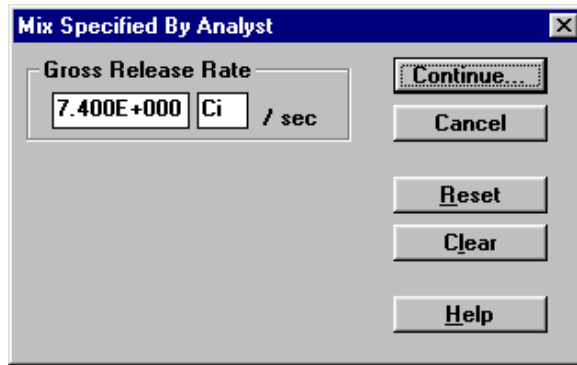 Mix Specified By Analyst
Gross Release Rate
7.400E+000 Ci / sec
Continue...
Cancel
Reset
Clear
Help